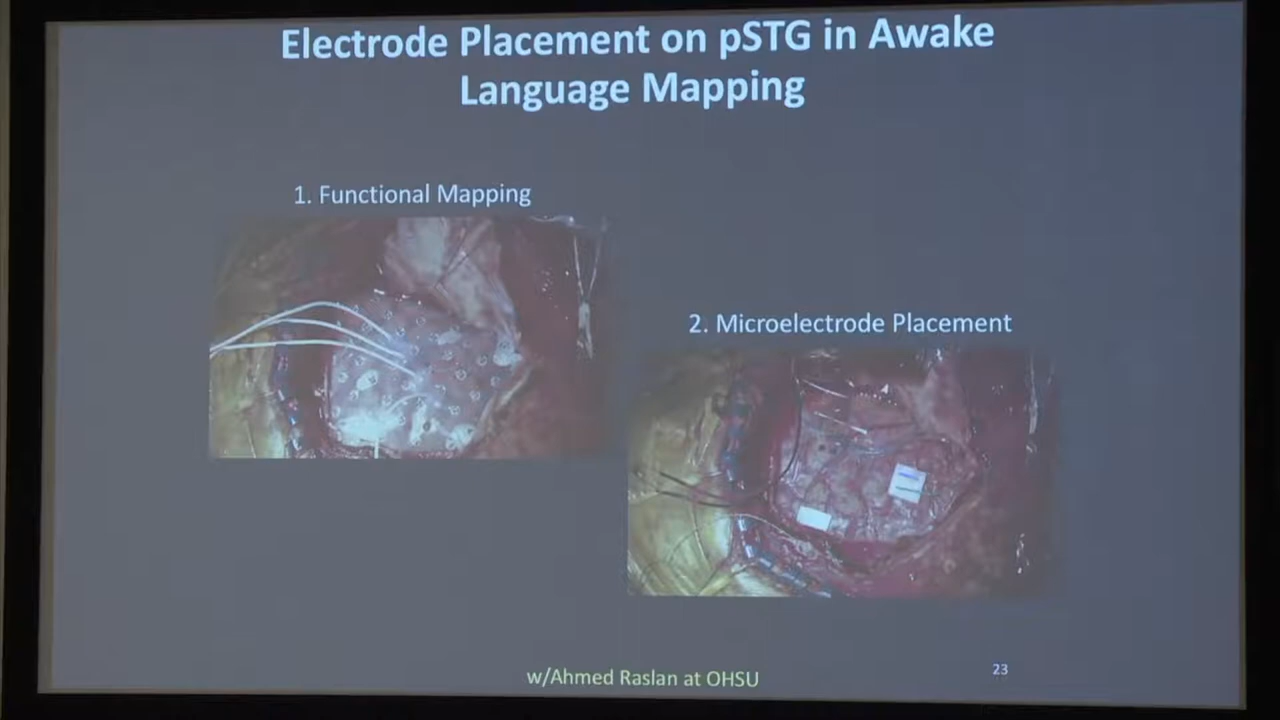 Electrode Placement on pSTG in Awake
Language Mapping
1. Functional Mapping
2. Microelectrode Placement
w/Ahmed Raslan at OHSU
23